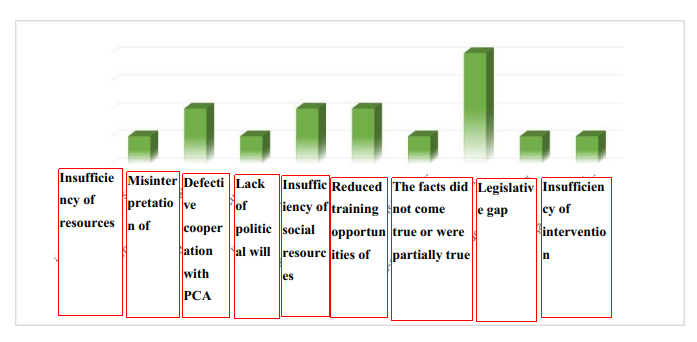 Insufficie
ncy of
resources
Misinter
pretatio
n of
Defecti
ve
cooper
ation
with
PCA
Lack
of
politic
al will
Insuffic
iency of
social
resourc
es
Reduced
training
opportun
ities of
The facts did
not come
true or were
partially true
Legislativ
e gap
Insufficien
cy of
interventio
n